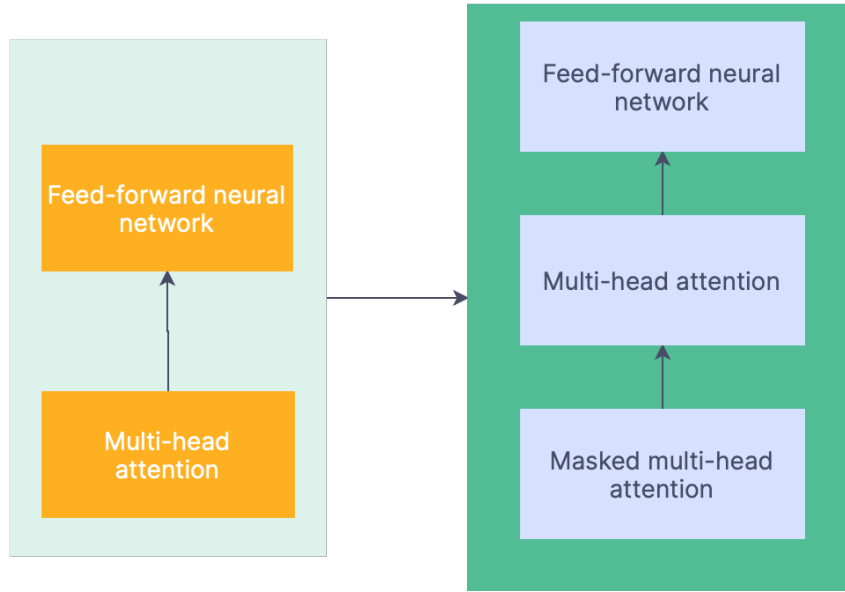 Feed-forward neural
network
Multi-head
attention
Feed-forward neural
network
Multi-head attention
Masked multi-head
attention